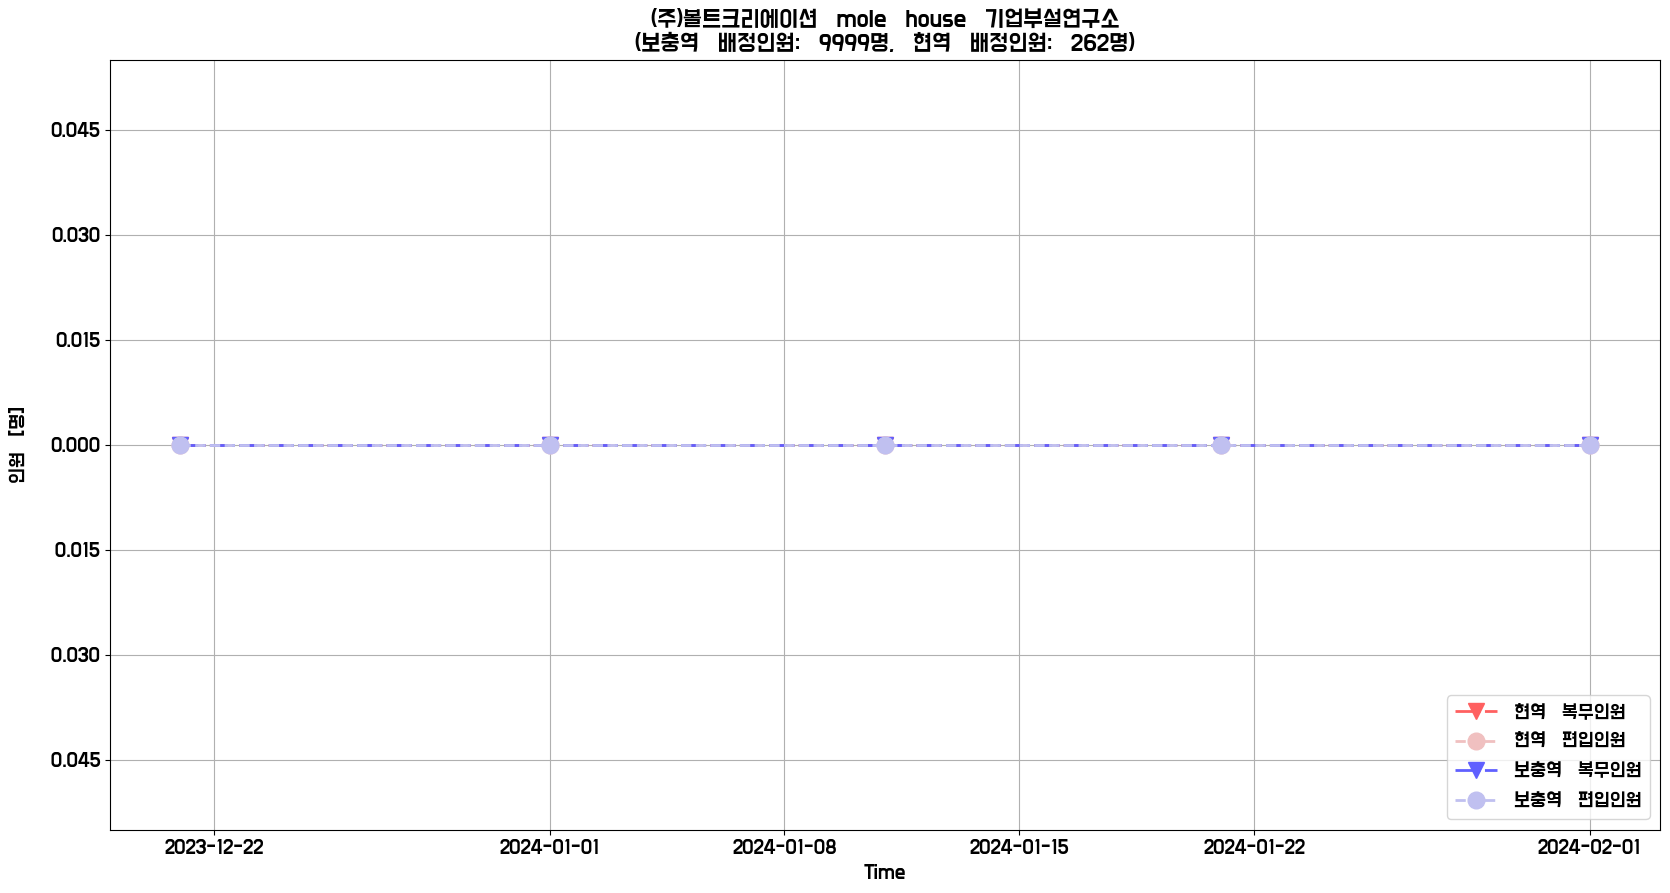 (주)볼트크리에이션 mole house 기업부설연구소
(보충역 배정인원: 9999명, 현역 배정인원: 262명)
인원 [명]
0.045
0.030
0.015
0.000
0.015
0.030
0.045
현역 복무인원
현역 편입인원
보충역 복무인원
보충역 편입인원
2023-12-22
2024-01-01
2024-01-08
2024-01-15
2024-01-22
2024-02-01
Time